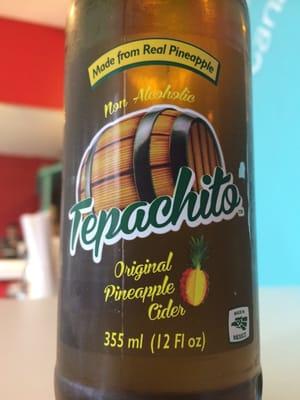 Made from Real Pineapple
Non Alcoholic
Tepachito
Original
Pineapple
Cider
355 ml (12 Fl oz)